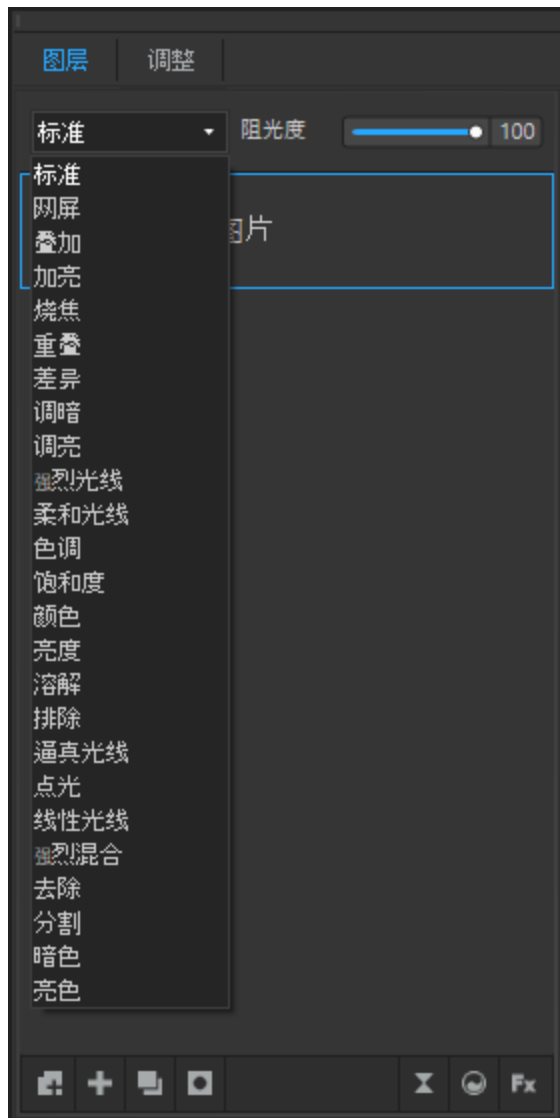 图层 调整
标准 阻光度 100
标准
网屏
叠加
图片
加亮
烧焦
重叠
差异
调暗
调亮
强烈光线
柔和光线
色调
饱和度
颜色
亮度
溶解
排除
逼真光线
点光
线性光线
强烈混合
去除
分割
暗色
亮色
Fx